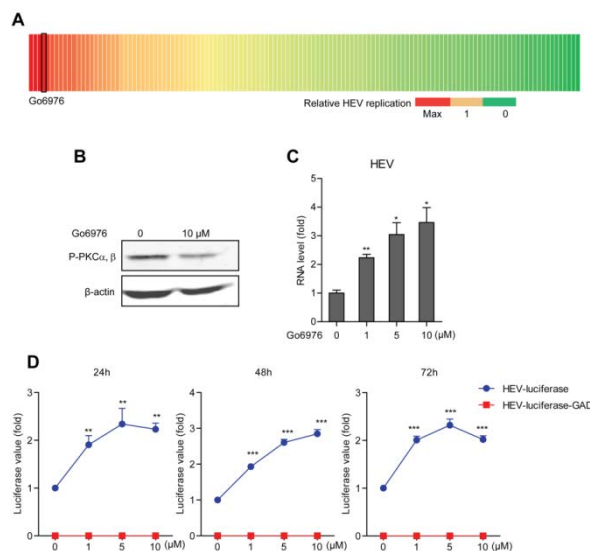 A
Go6976
Relative HEV replication
Max 1 0
B
Go6976 0 10 µM
P-PKCα, β
β-actin
C
HEV
RNA level (fold)
5
4
3
2
1
0
** * *
Go6976 0 1 5 10 (µM)
D
24h
Luciferase value (fold)
3
2
1
0
** ** **
0 1 5 10 (µM)
48h
Luciferase value (fold)
4
3
2
1
0
*** *** ***
0 1 5 10 (µM)
72h
Luciferase value (fold)
3
2
1
0
*** *** ***
0 1 5 10 (µM)
HEV-luciferase
HEV-luciferase-GAD